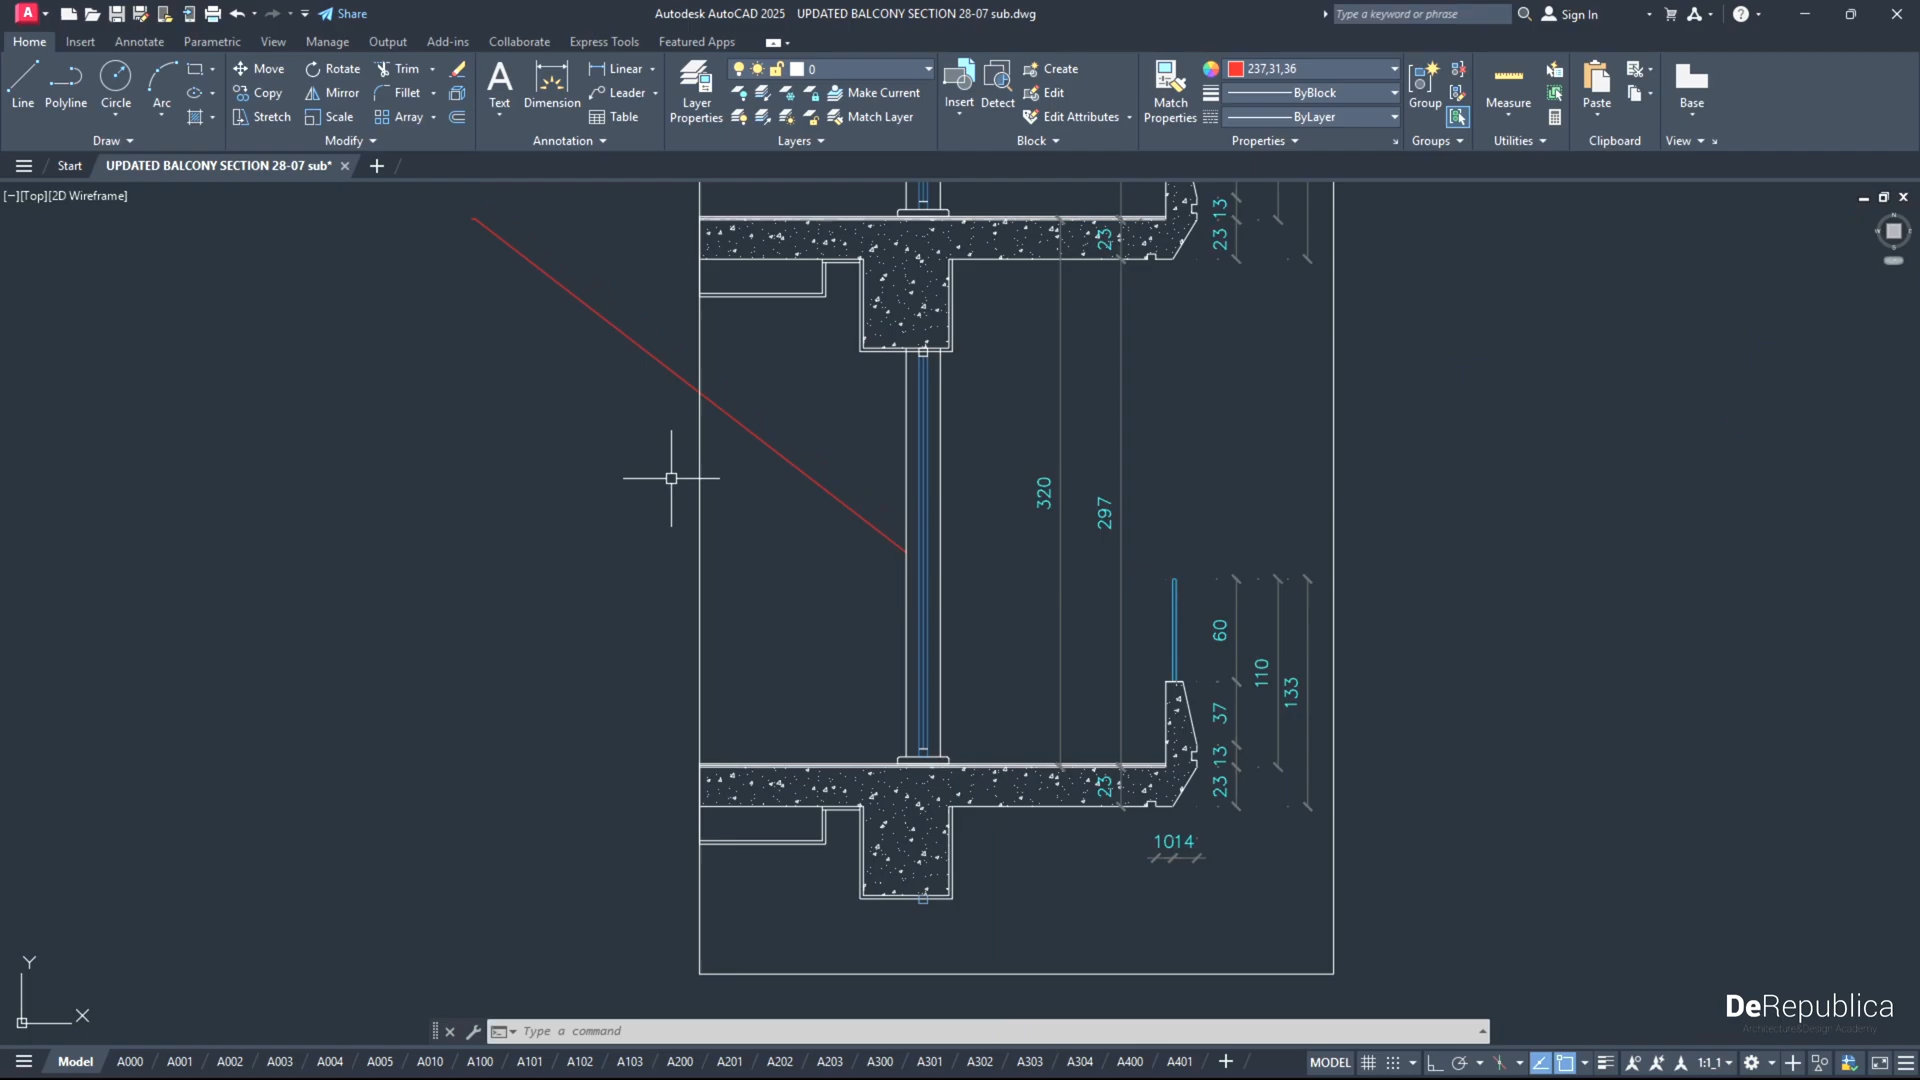 A Share Autodesk AutoCAD 2025 UPDATED BALCONY SECTION 28-07 sub.dwg Type a keyword or phrase Sign In
Home Insert Annotate Parametric View Manage Output Add-ins Collaborate Express Tools Featured Apps
Line Polyline Circle Arc
Draw
Move Rotate Trim
Copy Mirror Fillet
Stretch Scale Array
Modify
Text Dimension
Linear
Leader
Table
Annotation
Layer Properties
0
Make Current
Match Layer
Layers
Insert Detect
Create
Edit
Edit Attributes
Block
Match Properties
237,31,36
ByBlock
ByLayer
Properties
Group
Groups
Measure
Utilities
Paste
Clipboard
Base
View
Start UPDATED BALCONY SECTION 28-07 sub*
[−][Top][2D Wireframe]
13
23 23
320
297
60
110
133
37
13
23 23
1014
Y
X
DeRepublica
Architecture&Design Academy
Type a command
Model A000 A001 A002 A003 A004 A005 A010 A100 A101 A102 A103 A200 A201 A202 A203 A300 A301 A302 A303 A304 A400 A401 MODEL 1:1_1